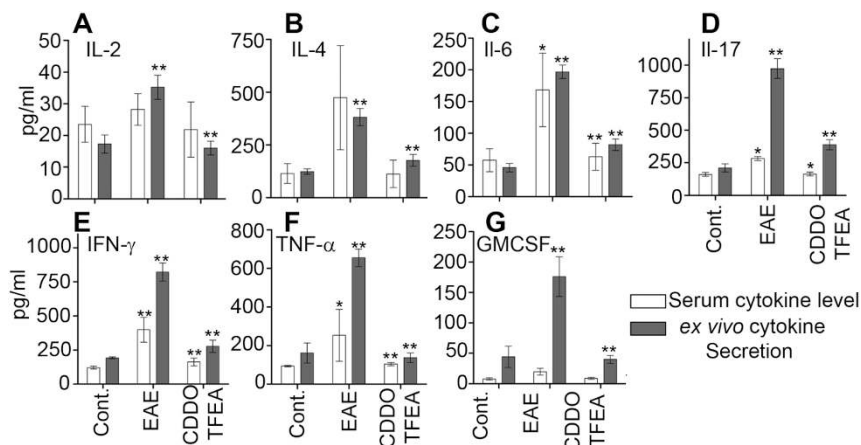 A
IL-2
pg/ml
50
40
30
20
10
0
**
**
B
IL-4
750
500
250
0
**
**
C
Il-6
250
200
150
100
50
0
*
**
**
**
D
Il-17
1000
750
500
250
0
*
**
*
**
Cont.
EAE
CDDO
TFEA
E
IFN-γ
pg/ml
1000
750
500
250
0
**
**
**
**
Cont.
EAE
CDDO
TFEA
F
TNF-α
800
600
400
200
0
*
**
**
**
Cont.
EAE
CDDO
TFEA
G
GMCSF
250
200
150
100
50
0
**
**
Cont.
EAE
CDDO
TFEA
Serum cytokine level
ex vivo cytokine
Secretion